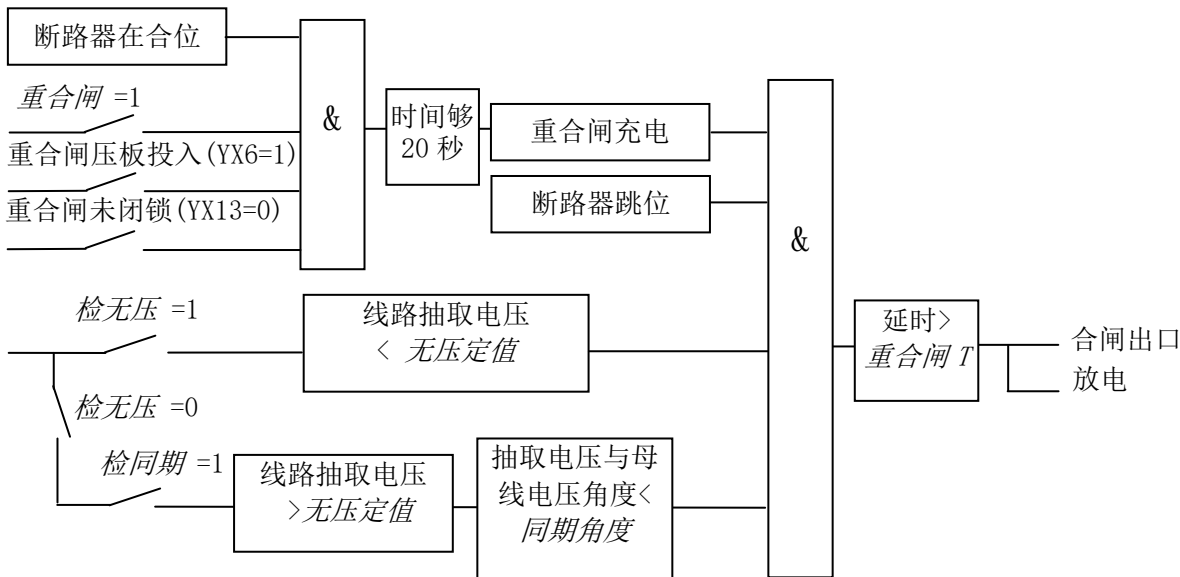 断路器在合位
重合闸 =1
重合闸压板投入(YX6=1)
重合闸未闭锁(YX13=0)
&
时间够
20 秒
重合闸充电
断路器跳位
&
检无压 =1
线路抽取电压
< 无压定值
检无压 =0
检同期 =1
线路抽取电压
>无压定值
抽取电压与母
线电压角度<
同期角度
延时>
重合闸 T
合闸出口
放电